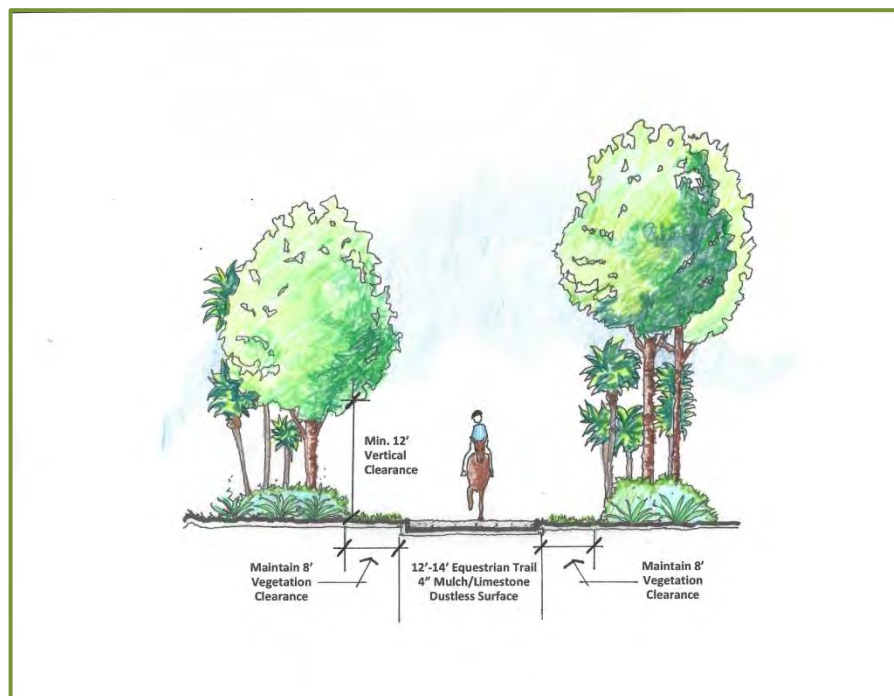 Min. 12’
Vertical
Clearance
Maintain 8’
Vegetation
Clearance
12’-14’ Equestrian Trail
4” Mulch/Limestone
Dustless Surface
Maintain 8’
Vegetation
Clearance